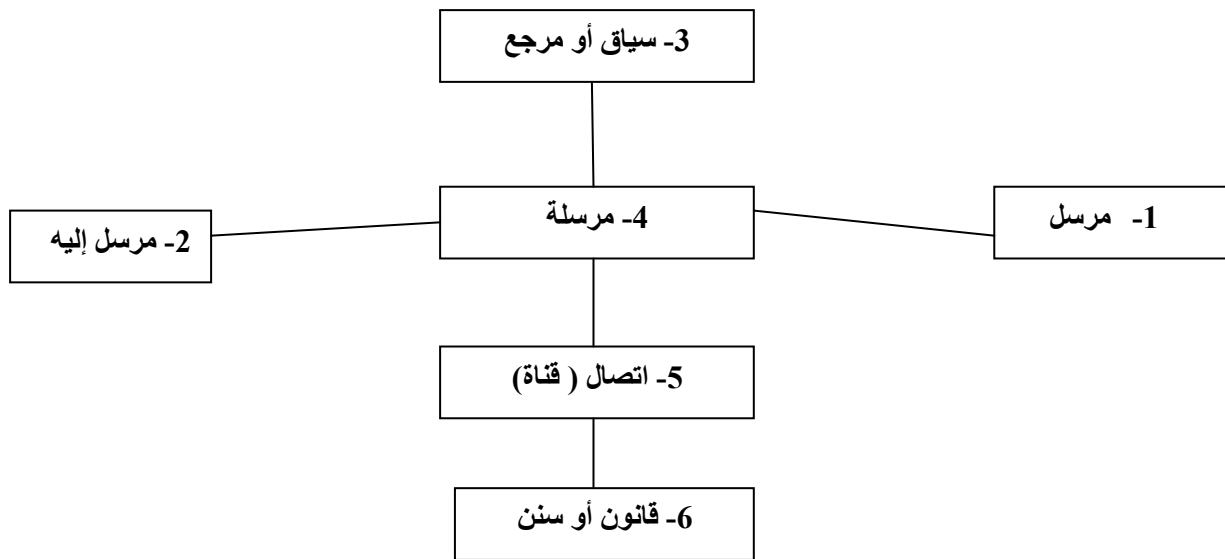 3- سياق أو مرجع
4- مرسلة
1- مرسل
2- مرسل إليه
5- اتصال ( قناة)
6- قانون أو سنن